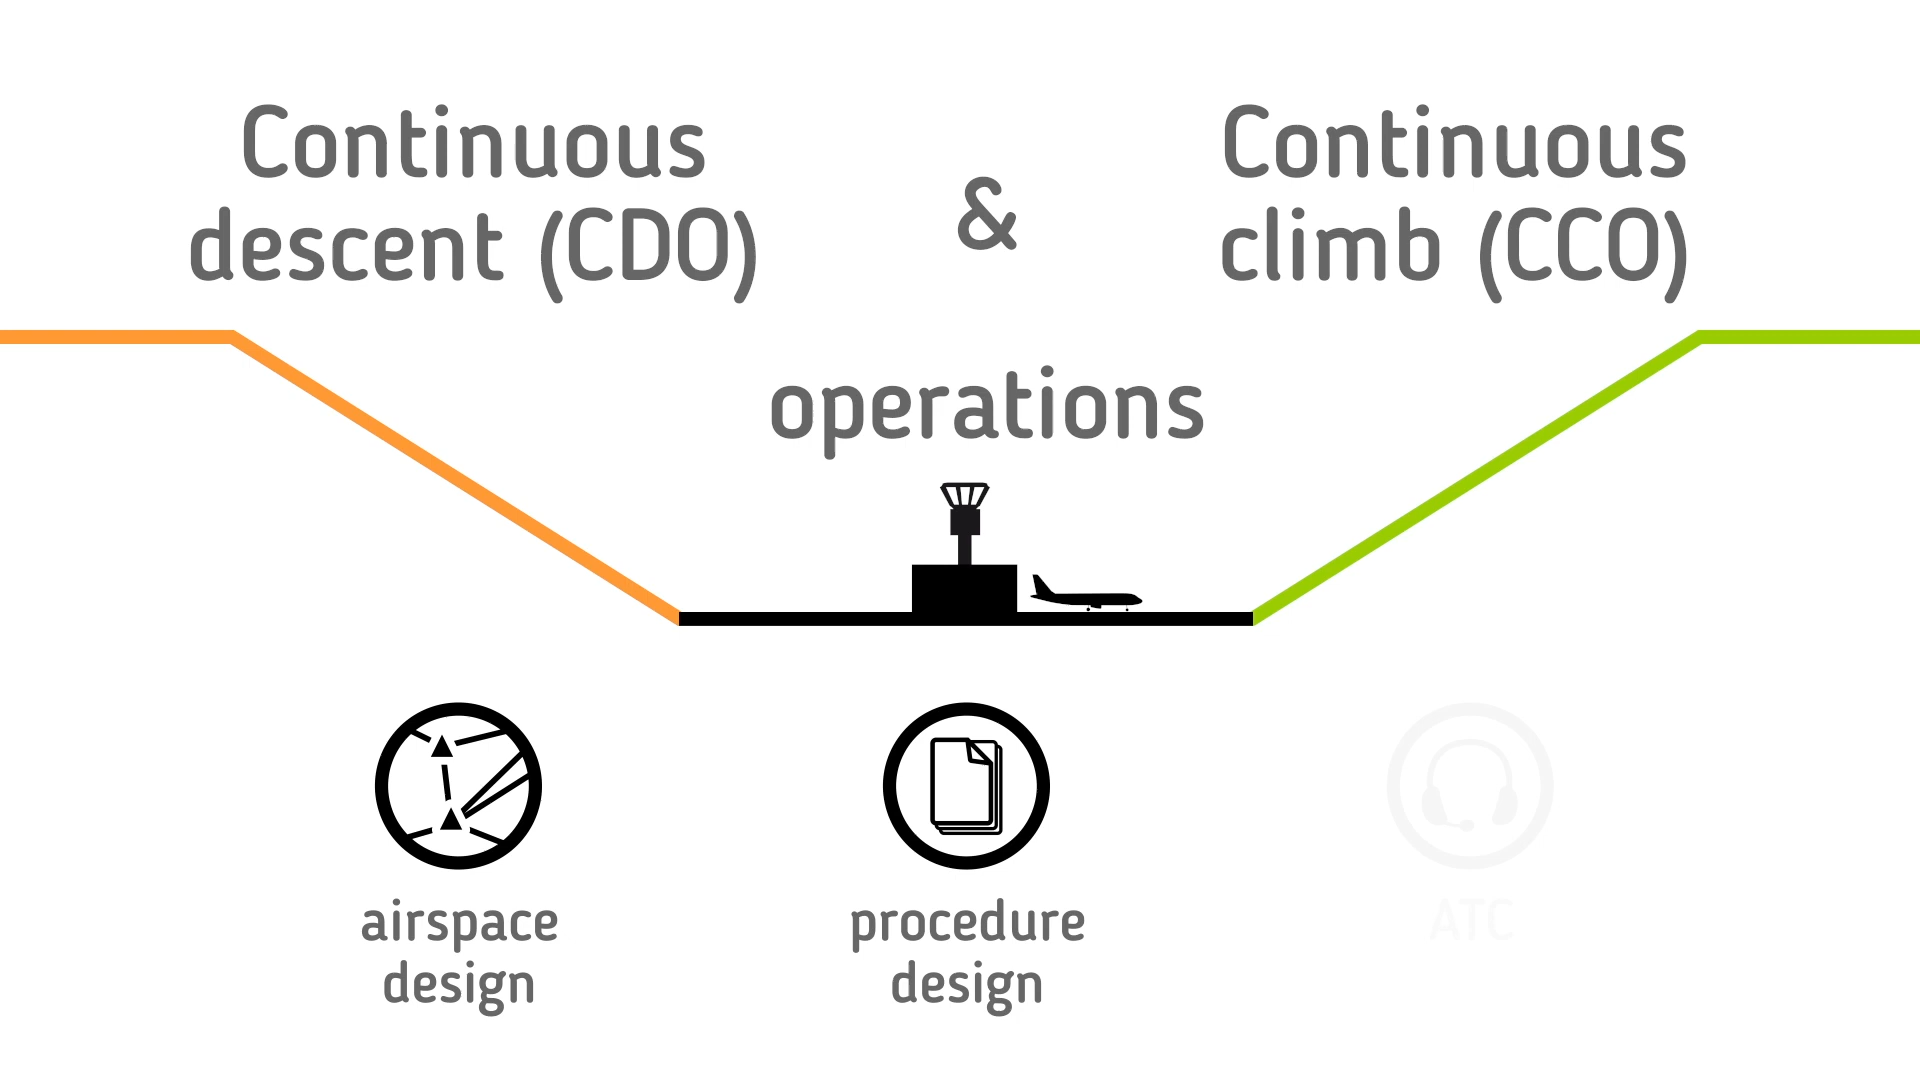 Continuous
descent (CDO)
&
Continuous
climb (CCO)
operations
airspace
design
procedure
design
ATC